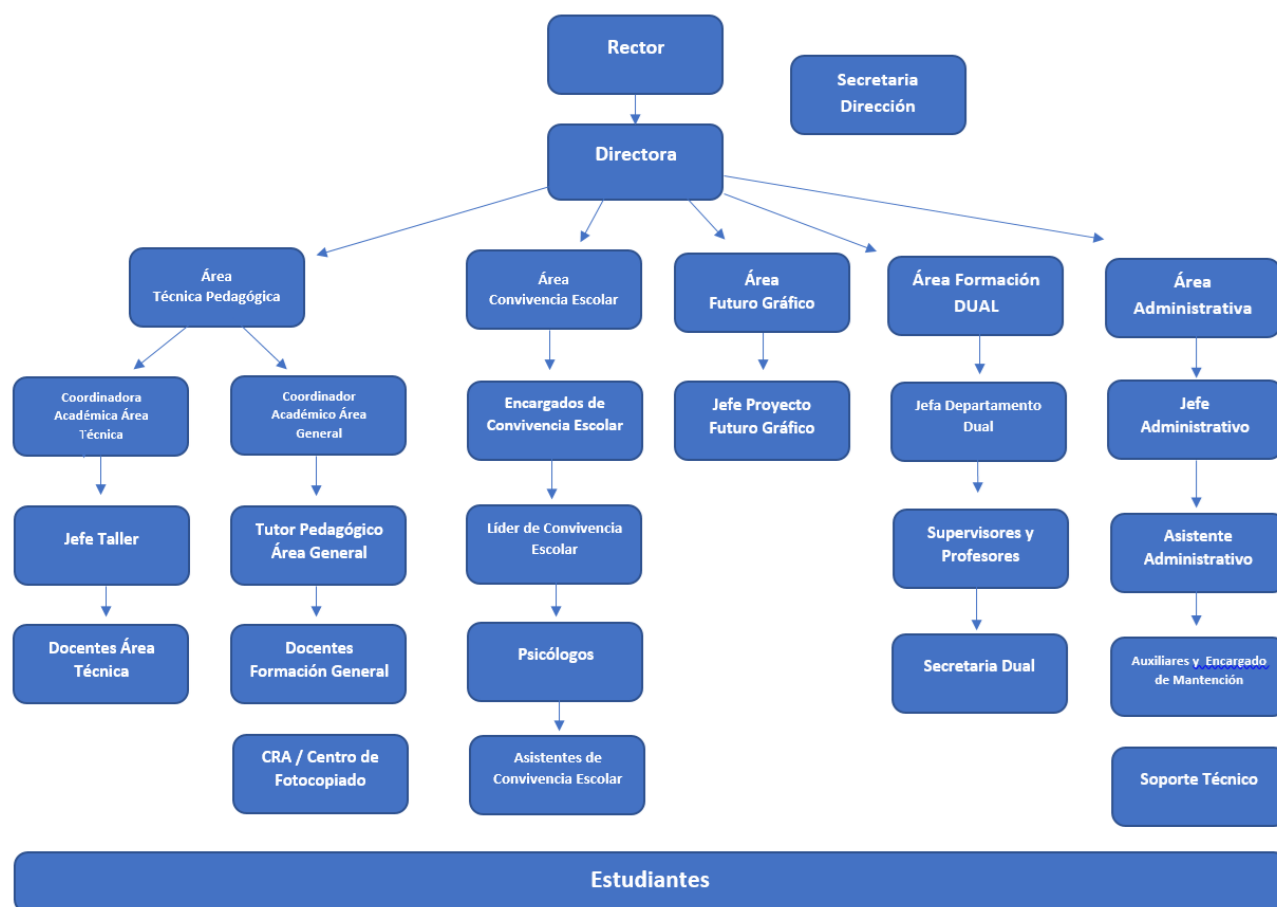 Rector
Secretaria
Dirección
Directora
Área
Técnica Pedagógica
Área
Convivencia Escolar
Área
Futuro Gráfico
Área Formación
DUAL
Área
Administrativa
Coordinadora
Académica Área
Técnica
Coordinador
Académico Área
General
Encargados de
Convivencia Escolar
Jefe Proyecto
Futuro Gráfico
Jefa Departamento
Dual
Jefe
Administrativo
Jefe Taller
Tutor Pedagógico
Área General
Líder de Convivencia
Escolar
Supervisores y
Profesores
Asistente
Administrativo
Docentes Área
Técnica
Docentes
Formación General
Psicólogos
Secretaria Dual
Auxiliares y Encargado
de Mantención
CRA / Centro de
Fotocopiado
Asistentes de
Convivencia Escolar
Soporte Técnico
Estudiantes